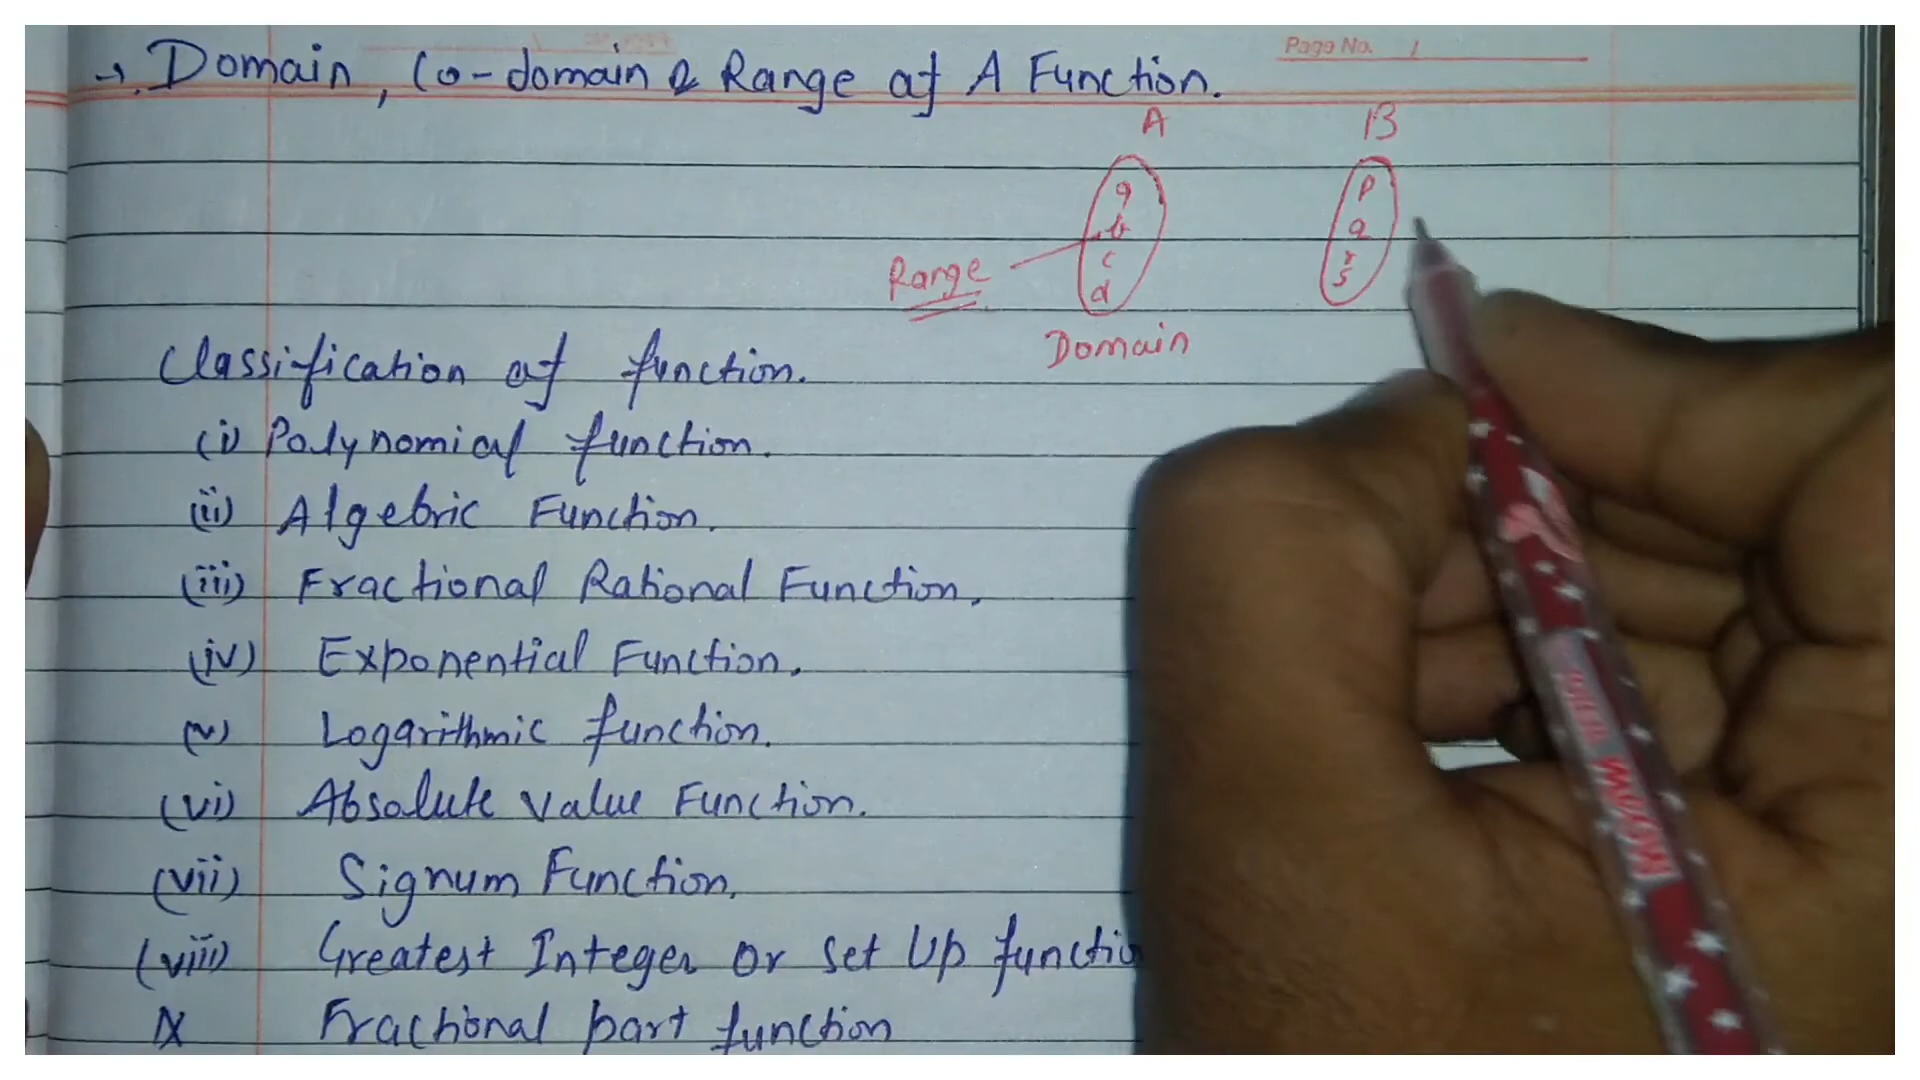 Page No. 1
→ Domain, Co-domain & Range of A Function.
A B
a p
b q
c r
d s
Range
Domain
Classification of function.
(i) Polynomial function.
(ii) Algebric Function.
(iii) Fractional Rational Function.
(iv) Exponential Function.
(v) Logarithmic function.
(vi) Absolute value Function.
(vii) Signum Function.
(viii) Greatest Integer or Set Up functio
IX Fractional part function